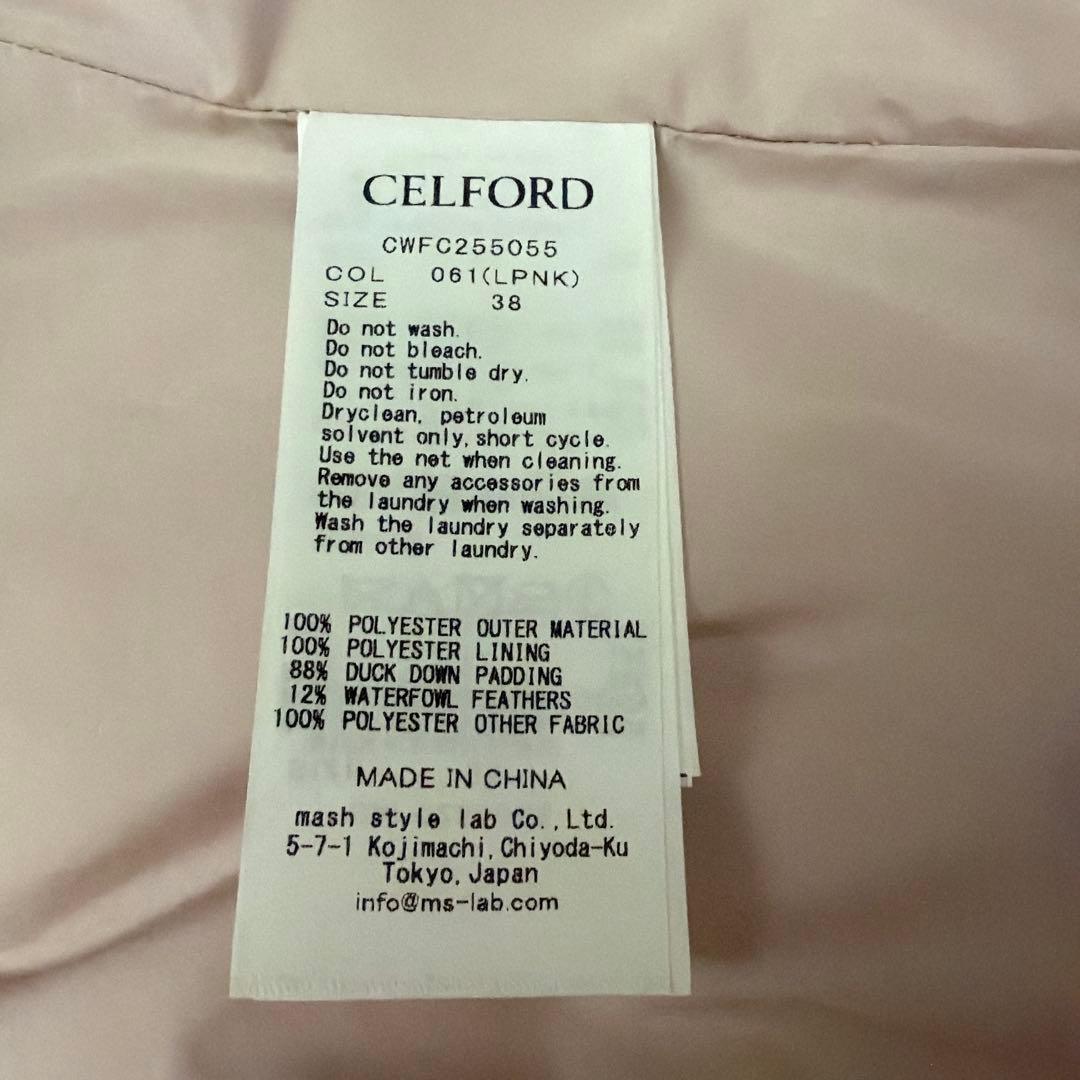 CELFORD
CWFC255055
COL 061(LPNK)
SIZE 38
Do not wash.
Do not bleach.
Do not tumble dry.
Do not iron.
Dryclean, petroleum
solvent only, short cycle.
Use the net when cleaning.
Remove any accessories from
the laundry when washing.
Wash the laundry separately
from other laundry.
100% POLYESTER OUTER MATERIAL
100% POLYESTER LINING
88% DUCK DOWN PADDING
12% WATERFOWL FEATHERS
100% POLYESTER OTHER FABRIC
MADE IN CHINA
mash style lab Co.,Ltd.
5-7-1 Kojimachi,Chiyoda-Ku
Tokyo,Japan
info@ms-lab.com